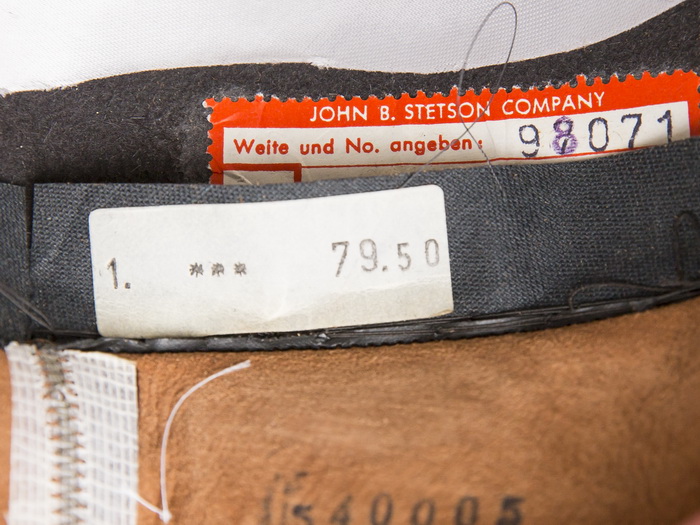 JOHN B. STETSON COMPANY
Weite und No. angeben: 98071
1. *** 79.50
540005